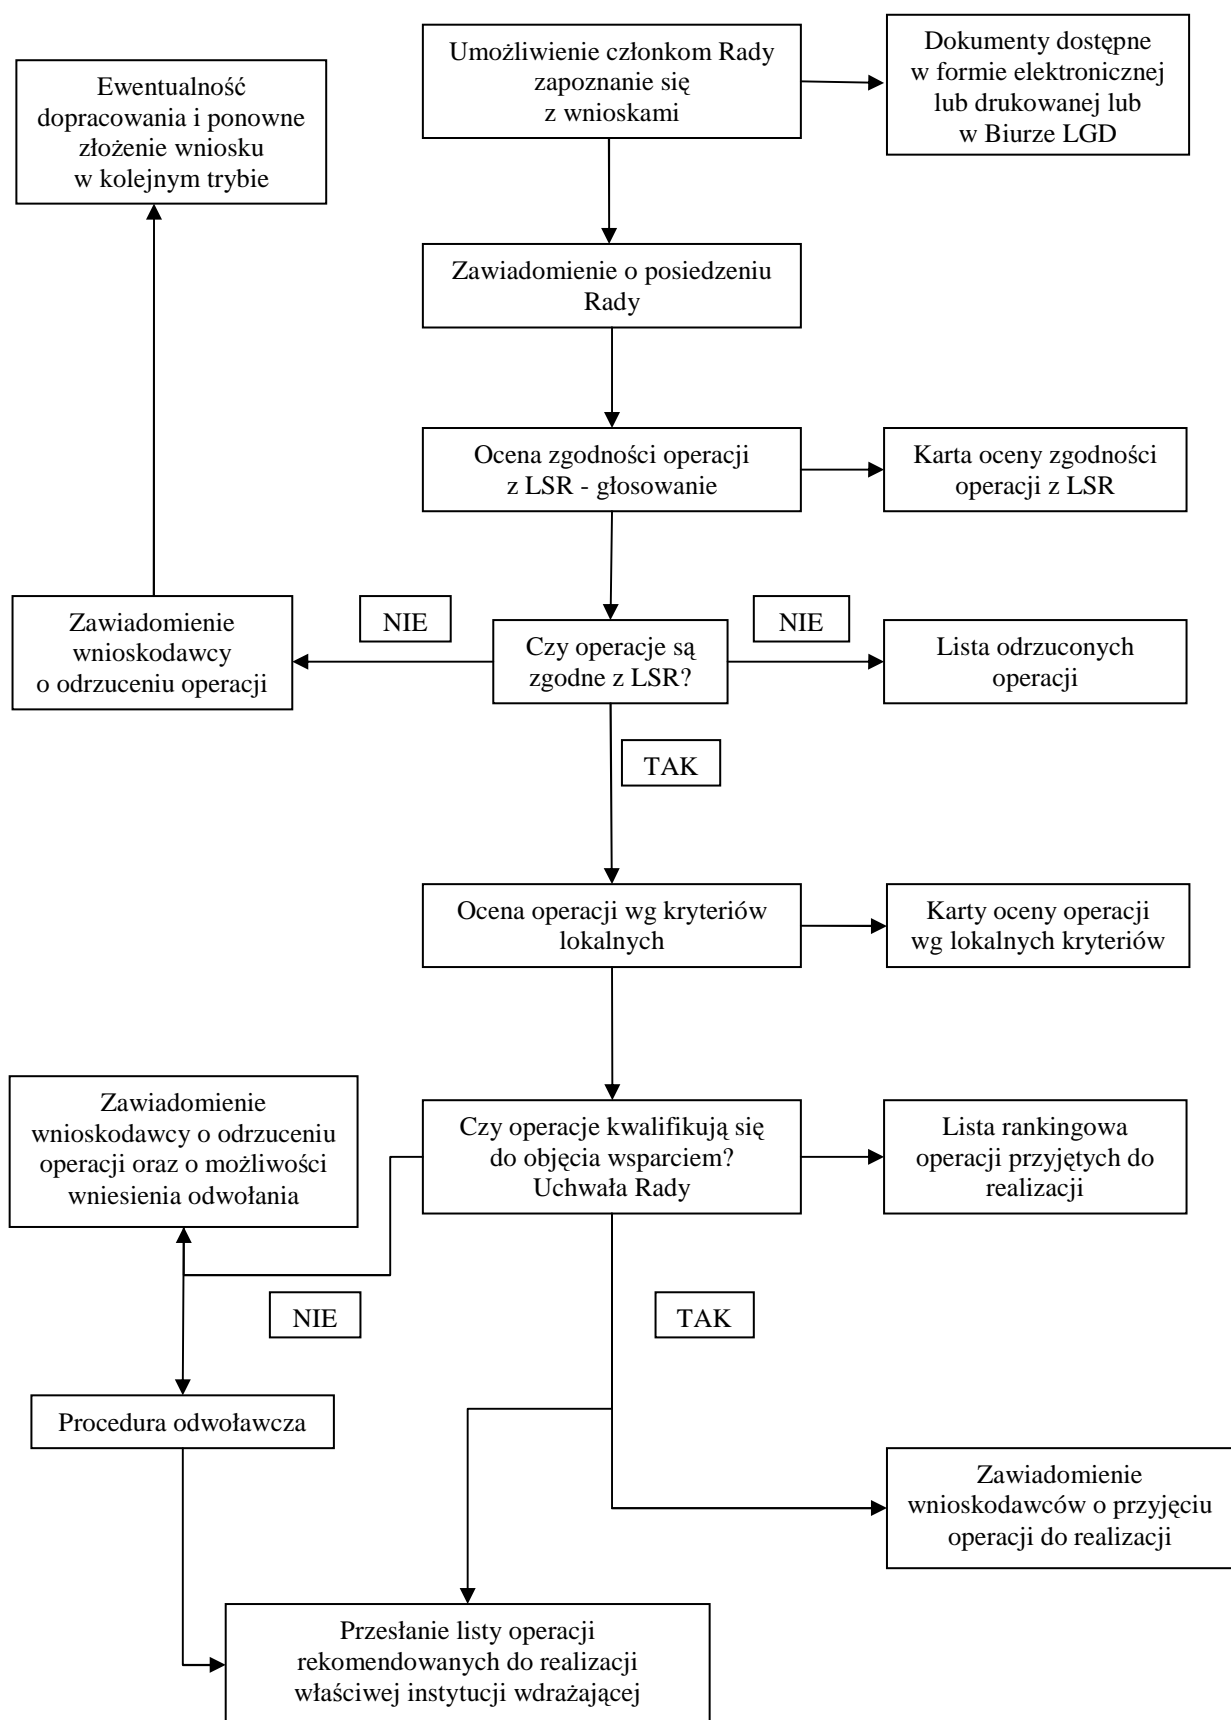 Umożliwienie członkom Rady
zapoznanie się
z wnioskami
Dokumenty dostępne
w formie elektronicznej
lub drukowanej lub
w Biurze LGD
Ewentualność
dopracowania i ponowne
złożenie wniosku
w kolejnym trybie
Zawiadomienie o posiedzeniu
Rady
Ocena zgodności operacji
z LSR - głosowanie
Karta oceny zgodności
operacji z LSR
Zawiadomienie
wnioskodawcy
o odrzuceniu operacji
NIE
Czy operacje są
zgodne z LSR?
NIE
Lista odrzuconych
operacji
TAK
Ocena operacji wg kryteriów
lokalnych
Karty oceny operacji
wg lokalnych kryteriów
Zawiadomienie
wnioskodawcy o odrzuceniu
operacji oraz o możliwości
wniesienia odwołania
Czy operacje kwalifikują się
do objęcia wsparciem?
Uchwała Rady
Lista rankingowa
operacji przyjętych do
realizacji
NIE
TAK
Procedura odwoławcza
Zawiadomienie
wnioskodawców o przyjęciu
operacji do realizacji
Przesłanie listy operacji
rekomendowanych do realizacji
właściwej instytucji wdrażającej